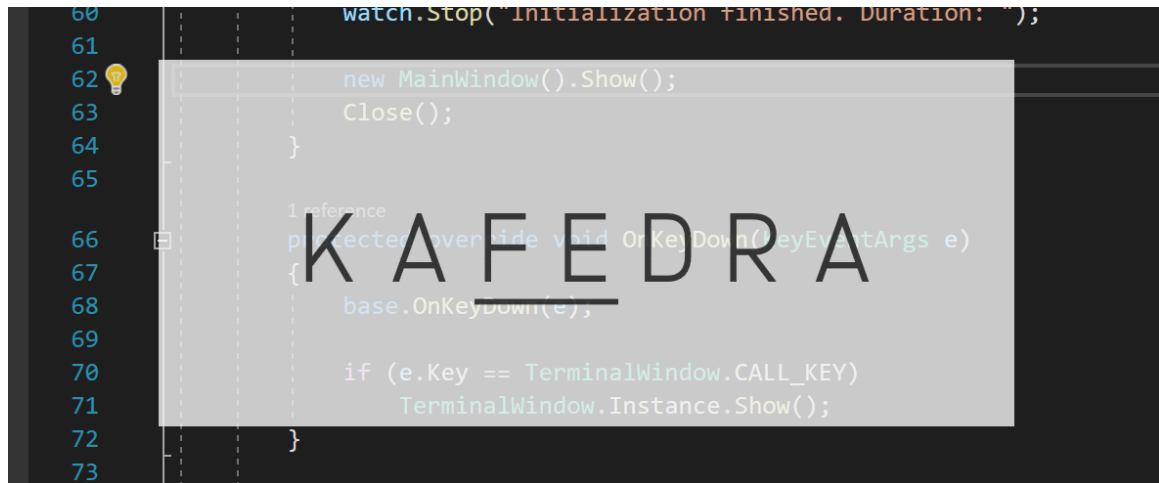 60 watch.Stop("Initialization finished. Duration: ");
61
62 new MainWindow().Show();
63 Close();
64 }
65
1 reference
KAFEDRA
66 protected override void OnKeyDown(KeyEventArgs e)
67 {
68 base.OnKeyDown(e);
69
70 if (e.Key == TerminalWindow.CALL_KEY)
71 TerminalWindow.Instance.Show();
72 }
73